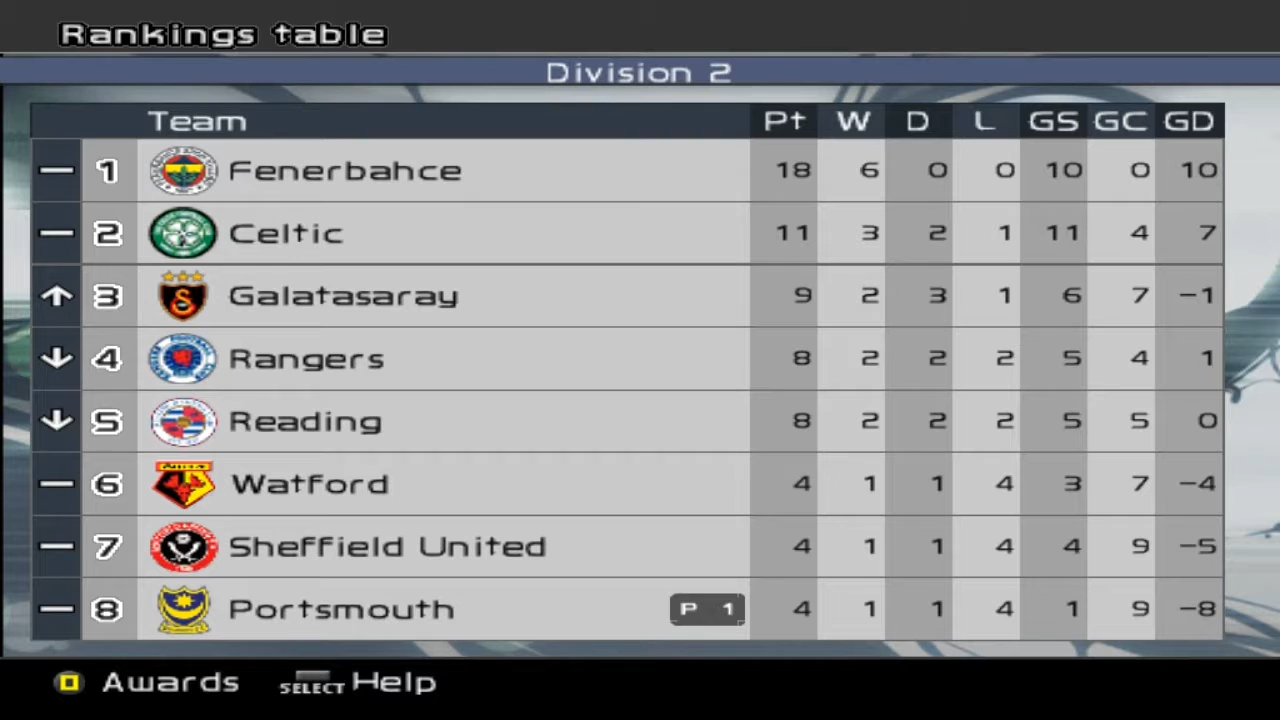 Rankings table
Division 2
Team Pt W D L GS GC GD
1 Fenerbahce 18 6 0 0 10 0 10
2 Celtic 11 3 2 1 11 4 7
3 Galatasaray 9 2 3 1 6 7 -1
4 Rangers 8 2 2 2 5 4 1
5 Reading 8 2 2 2 5 5 0
6 Watford 4 1 1 4 3 7 -4
7 Sheffield United 4 1 1 4 4 9 -5
8 Portsmouth P 1 4 1 1 4 1 9 -8
Awards SELECT Help